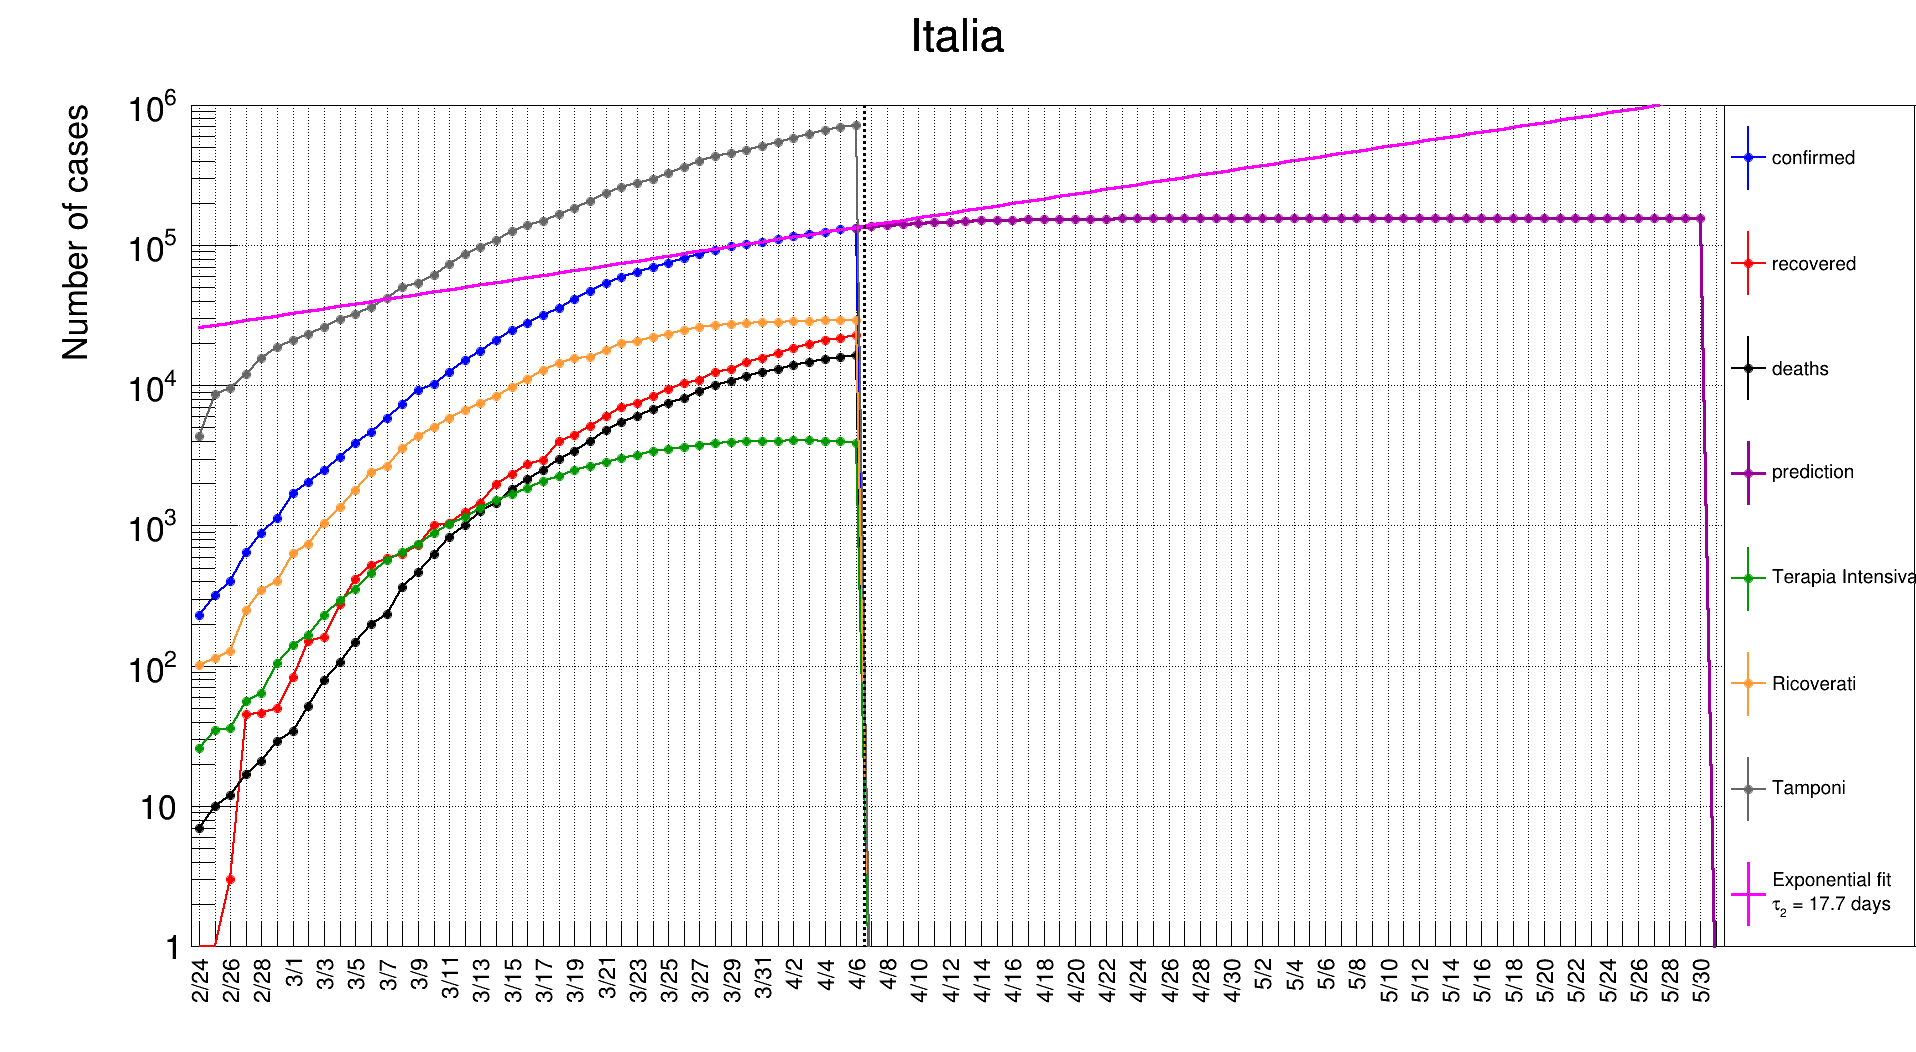 Italia
Number of cases
10^6
10^5
10^4
10^3
10^2
10
1
2/24 2/26 2/28 3/1 3/3 3/5 3/7 3/9 3/11 3/13 3/15 3/17 3/19 3/21 3/23 3/25 3/27 3/29 3/31 4/2 4/4 4/6 4/8 4/10 4/12 4/14 4/16 4/18 4/20 4/22 4/24 4/26 4/28 4/30 5/2 5/4 5/6 5/8 5/10 5/12 5/14 5/16 5/18 5/20 5/22 5/24 5/26 5/28 5/30
confirmed
recovered
deaths
prediction
Terapia Intensiva
Ricoverati
Tamponi
Exponential fit
τ₂ = 17.7 days